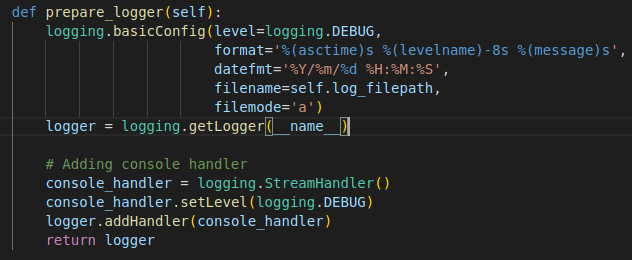 def prepare_logger(self):
    logging.basicConfig(level=logging.DEBUG,
                        format='%(asctime)s %(levelname)-8s %(message)s',
                        datefmt='%Y/%m/%d %H:%M:%S',
                        filename=self.log_filepath,
                        filemode='a')
    logger = logging.getLogger(__name__)
    # Adding console handler
    console_handler = logging.StreamHandler()
    console_handler.setLevel(logging.DEBUG)
    logger.addHandler(console_handler)
    return logger